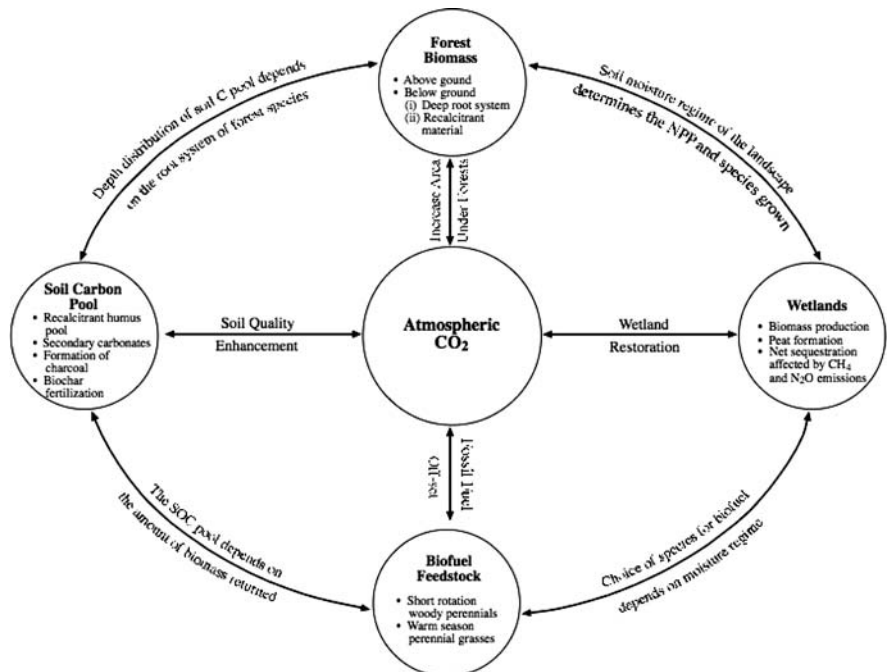 Forest
Biomass
• Above gound
• Below ground
(i) Deep root system
(ii) Recalcitrant
material
Depth distribution of soil C pool depends
on the root system of forest species
Soil moisture regime of the landscape
determines the NPP and species grown
Increase Area
Under Forests
Soil Carbon
Pool
• Recalcitrant humus
pool
• Secondary carbonates
• Formation of
charcoal
• Biochar
fertilization
Soil Quality
Enhancement
Atmospheric
CO2
Wetland
Restoration
Wetlands
• Biomass production
• Peat formation
• Net sequestration
affected by CH4
and N2O emissions
Fossil Fuel
Off-set
The SOC pool depends on
the amount of biomass returned
Choice of species for biofuel
depends on moisture regime
Biofuel
Feedstock
• Short rotation
woody perennials
• Warm season
perennial grasses